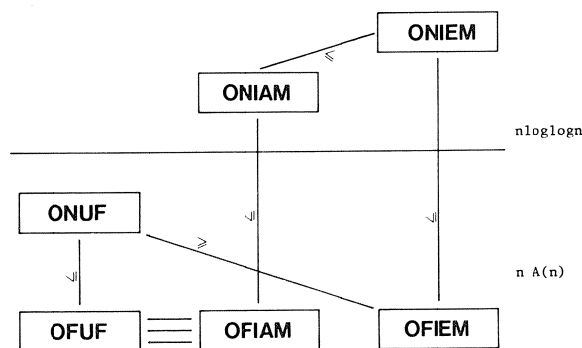 ONIEM
≤
ONIAM
nloglogn
ONUF
≥
≤
≤
≤
n A(n)
OFUF
OFIAM
OFIEM